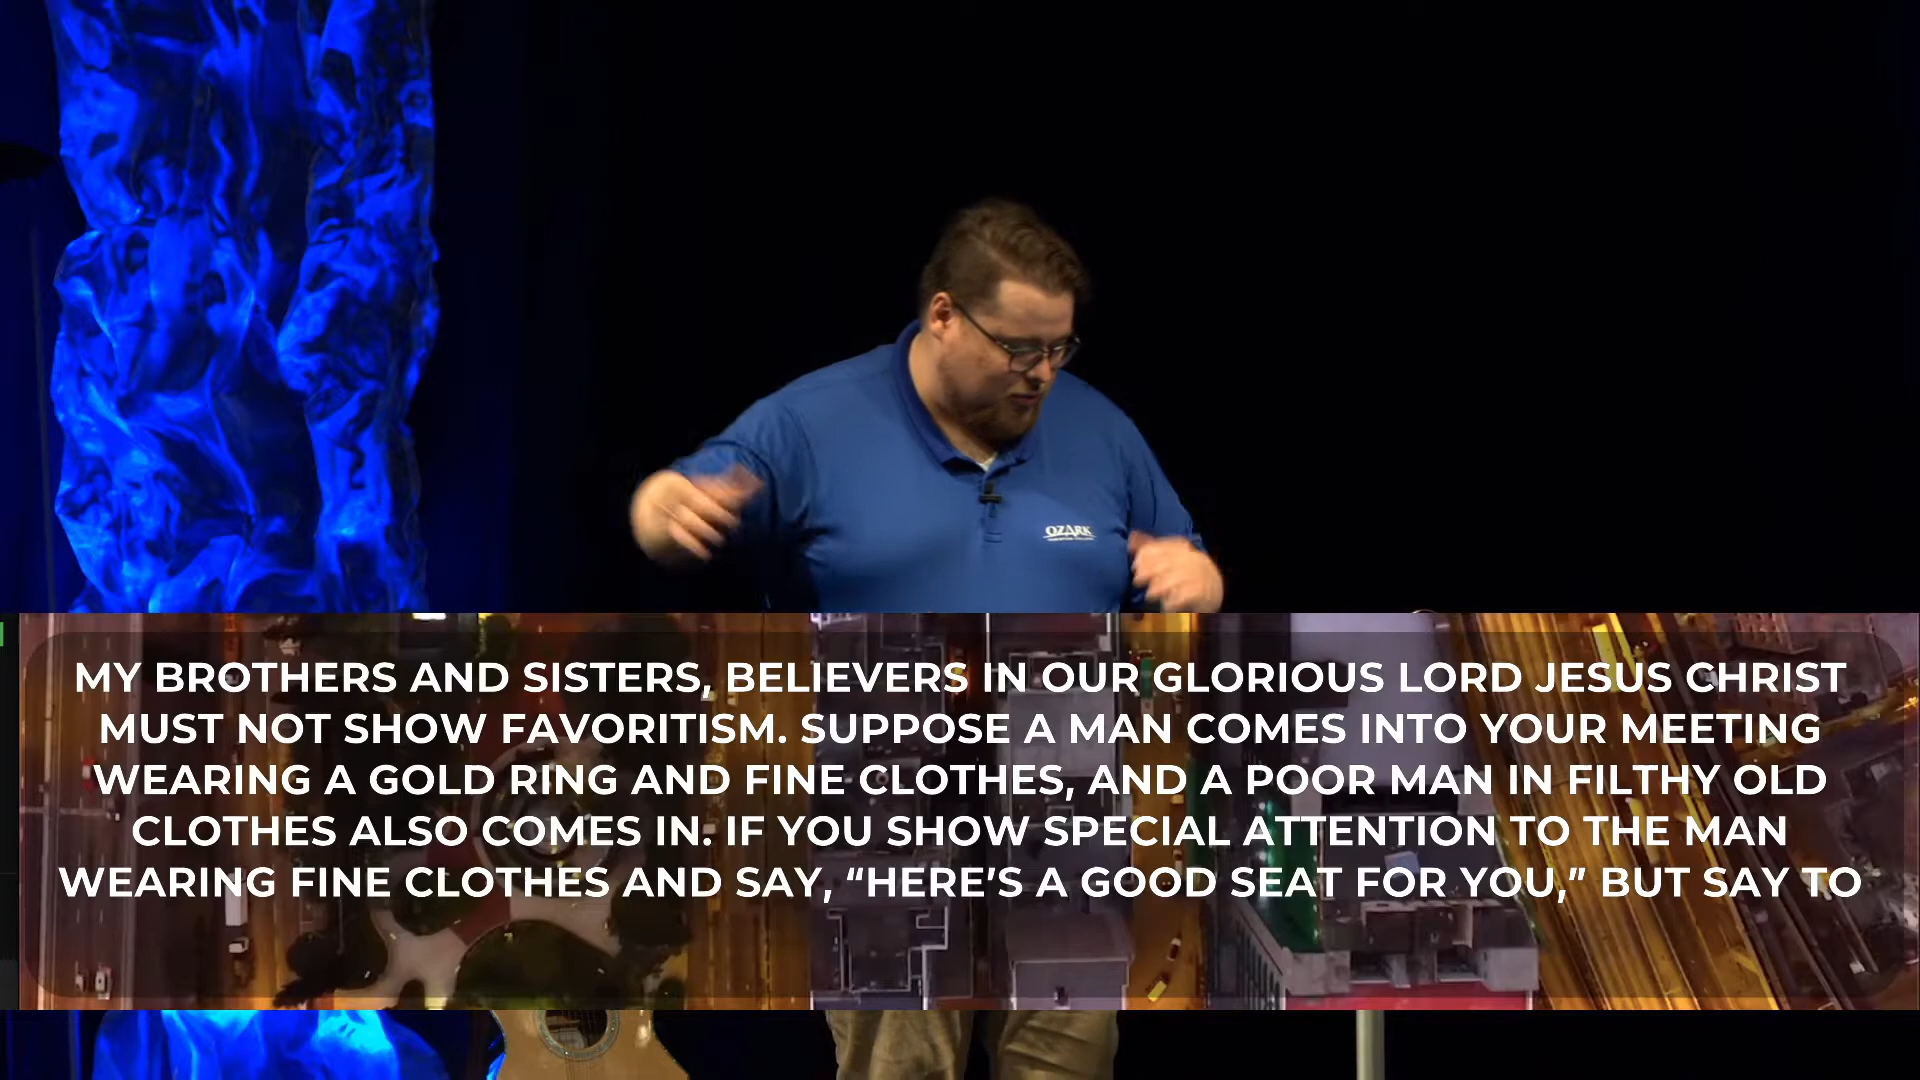 OZARK
MY BROTHERS AND SISTERS, BELIEVERS IN OUR GLORIOUS LORD JESUS CHRIST
MUST NOT SHOW FAVORITISM. SUPPOSE A MAN COMES INTO YOUR MEETING
WEARING A GOLD RING AND FINE CLOTHES, AND A POOR MAN IN FILTHY OLD
CLOTHES ALSO COMES IN. IF YOU SHOW SPECIAL ATTENTION TO THE MAN
WEARING FINE CLOTHES AND SAY, “HERE’S A GOOD SEAT FOR YOU,” BUT SAY TO